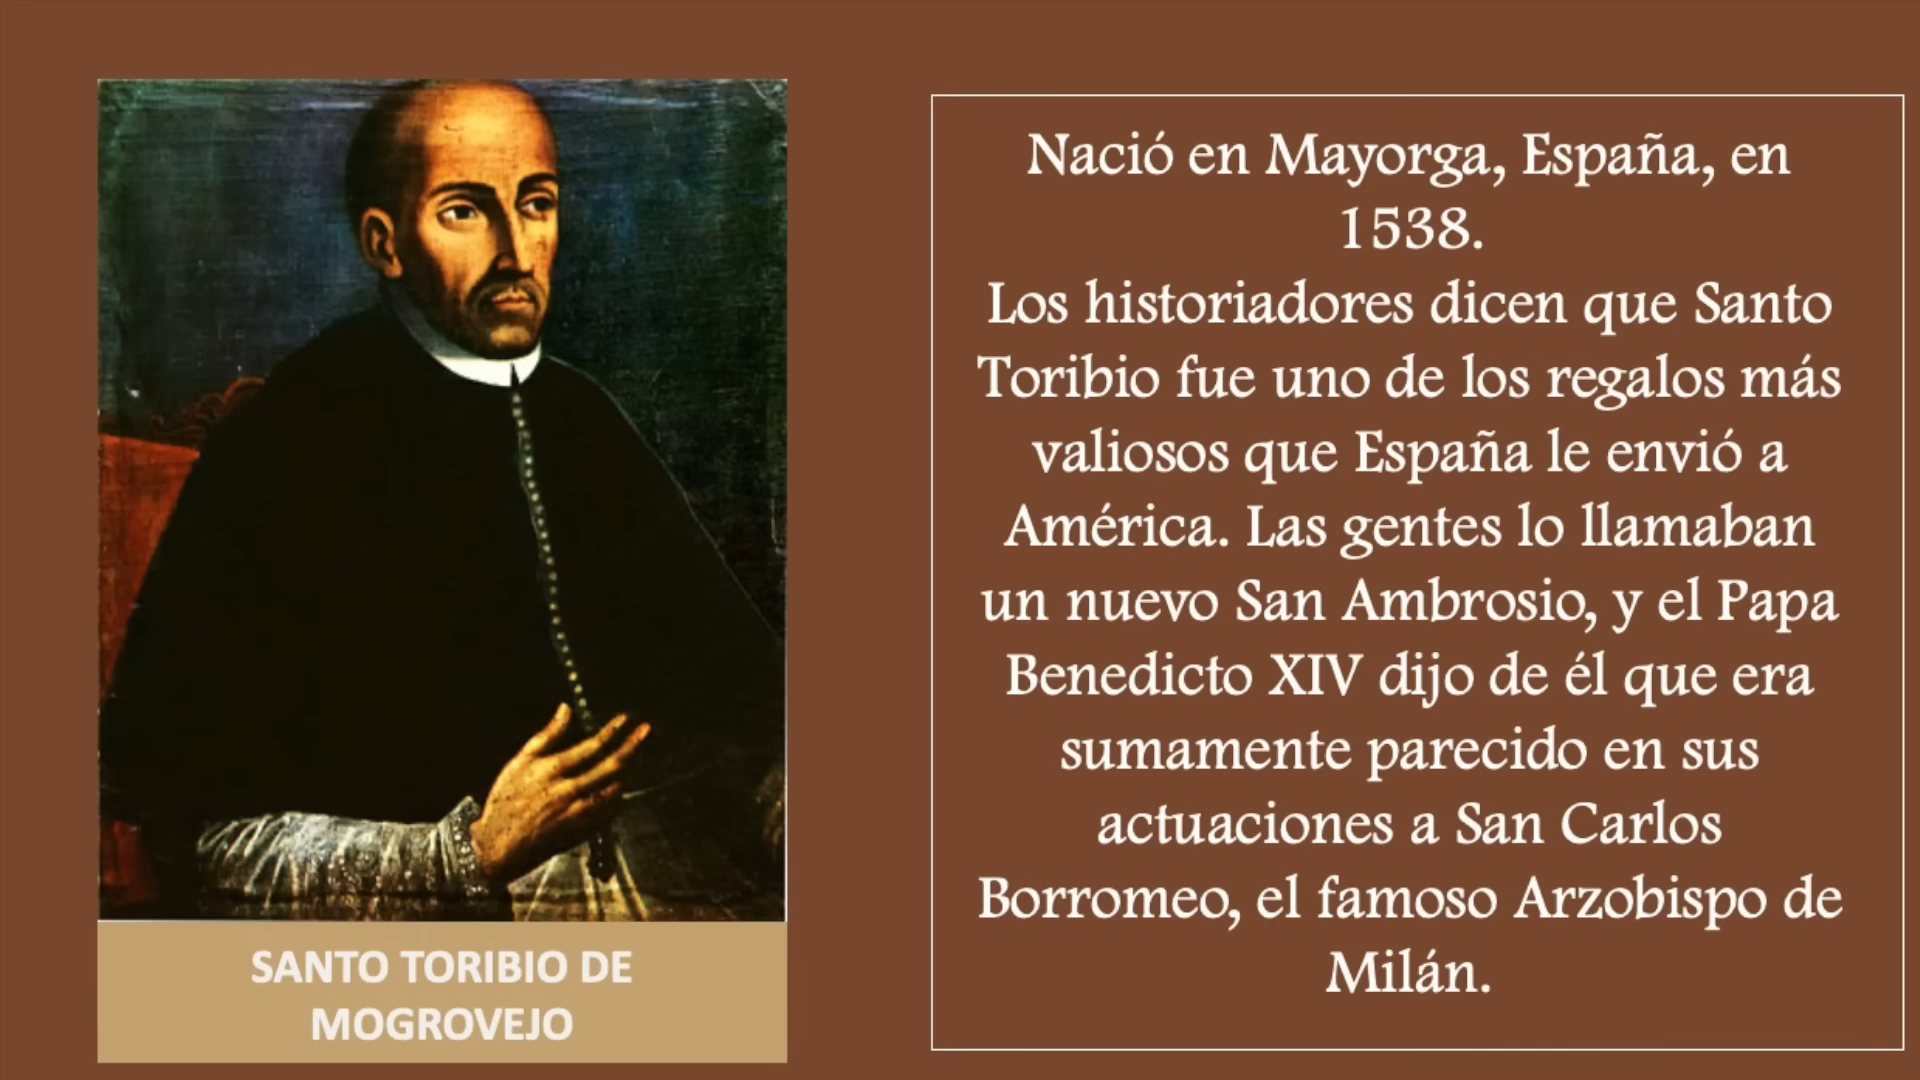 SANTO TORIBIO DE
MOGROVEJO
Nació en Mayorga, España, en
1538.
Los historiadores dicen que Santo
Toribio fue uno de los regalos más
valiosos que España le envió a
América. Las gentes lo llamaban
un nuevo San Ambrosio, y el Papa
Benedicto XIV dijo de él que era
sumamente parecido en sus
actuaciones a San Carlos
Borromeo, el famoso Arzobispo de
Milán.